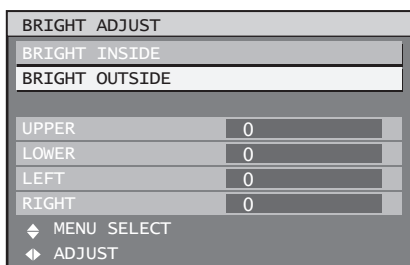 BRIGHT ADJUST
BRIGHT INSIDE
BRIGHT OUTSIDE
UPPER 0
LOWER 0
LEFT 0
RIGHT 0
MENU SELECT
ADJUST